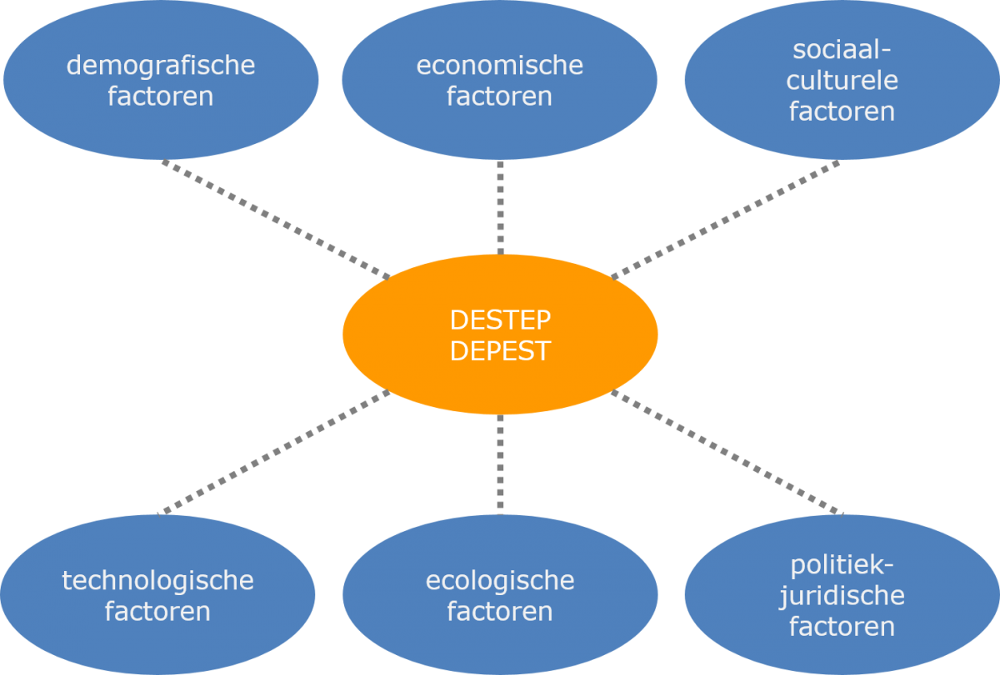 demografische
factoren
economische
factoren
sociaal-
culturele
factoren
DESTEP
DEPEST
technologische
factoren
ecologische
factoren
politiek-
juridische
factoren